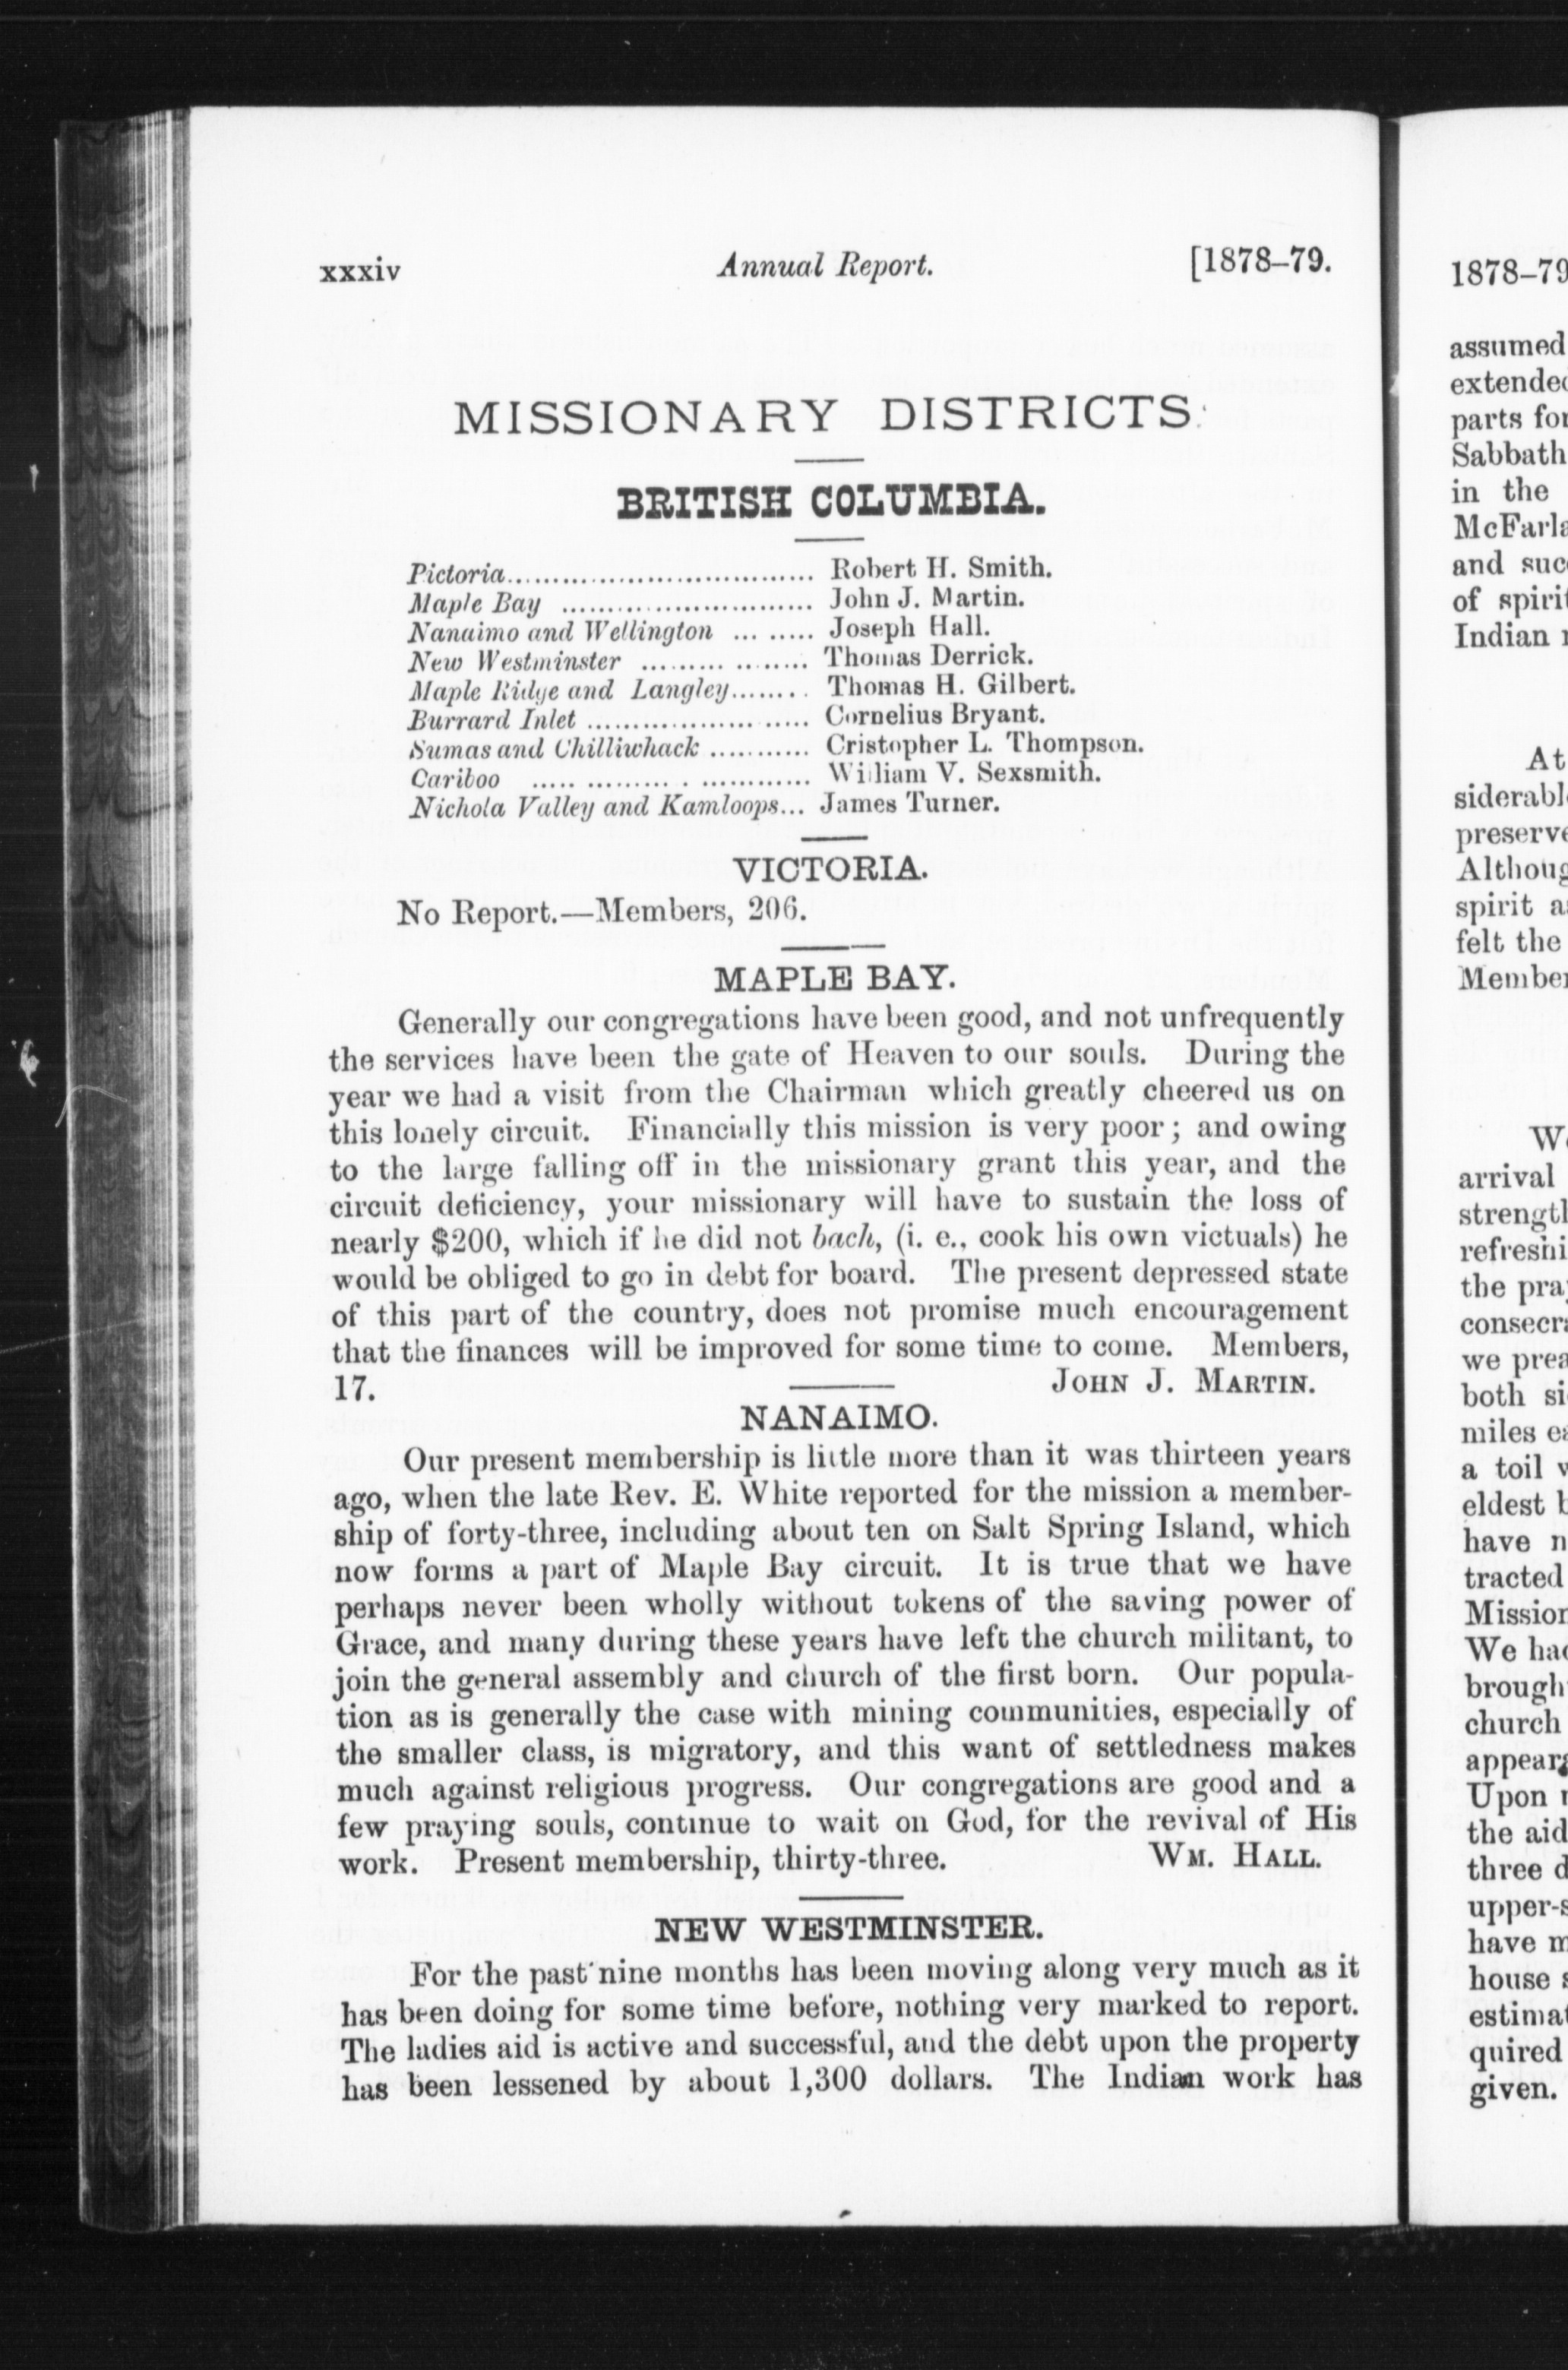 xxxiv Annual Report. [1878–79.
MISSIONARY DISTRICTS.
BRITISH COLUMBIA.
Pictoria.................................. Robert H. Smith.
Maple Bay ............................ John J. Martin.
Nanaimo and Wellington ... ...... Joseph Hall.
New Westminster .......... ........ Thomas Derrick.
Maple Ridge and Langley........ Thomas H. Gilbert.
Burrard Inlet .................... ..... Cornelius Bryant.
Sumas and Chilliwhack ........... Cristopher L. Thompson.
Cariboo ..... ......... . ............ William V. Sexsmith.
Nichola Valley and Kamloops... James Turner.
VICTORIA.
No Report.—Members, 206.
MAPLE BAY.
Generally our congregations have been good, and not unfrequently
the services have been the gate of Heaven to our souls. During the
year we had a visit from the Chairman which greatly cheered us on
this lonely circuit. Financially this mission is very poor; and owing
to the large falling off in the missionary grant this year, and the
circuit deficiency, your missionary will have to sustain the loss of
nearly $200, which if he did not bach, (i. e., cook his own victuals) he
would be obliged to go in debt for board. The present depressed state
of this part of the country, does not promise much encouragement
that the finances will be improved for some time to come. Members,
17. JOHN J. MARTIN.
NANAIMO.
Our present membership is little more than it was thirteen years
ago, when the late Rev. E. White reported for the mission a member-
ship of forty-three, including about ten on Salt Spring Island, which
now forms a part of Maple Bay circuit. It is true that we have
perhaps never been wholly without tokens of the saving power of
Grace, and many during these years have left the church militant, to
join the general assembly and church of the first born. Our popula-
tion as is generally the case with mining communities, especially of
the smaller class, is migratory, and this want of settledness makes
much against religious progress. Our congregations are good and a
few praying souls, continue to wait on God, for the revival of His
work. Present membership, thirty-three. WM. HALL.
NEW WESTMINSTER.
For the past nine months has been moving along very much as it
has been doing for some time before, nothing very marked to report.
The ladies aid is active and successful, and the debt upon the property
has been lessened by about 1,300 dollars. The Indian work has
1878–79
assumed
extended
parts for
Sabbath
in the
and
of
Indian
At
Although
spirit
felt the
We
arrival
the
we
both
miles
a toil
eldest
have
tracted
We had
church
Upon
the aid
three
have
house
quired
given.